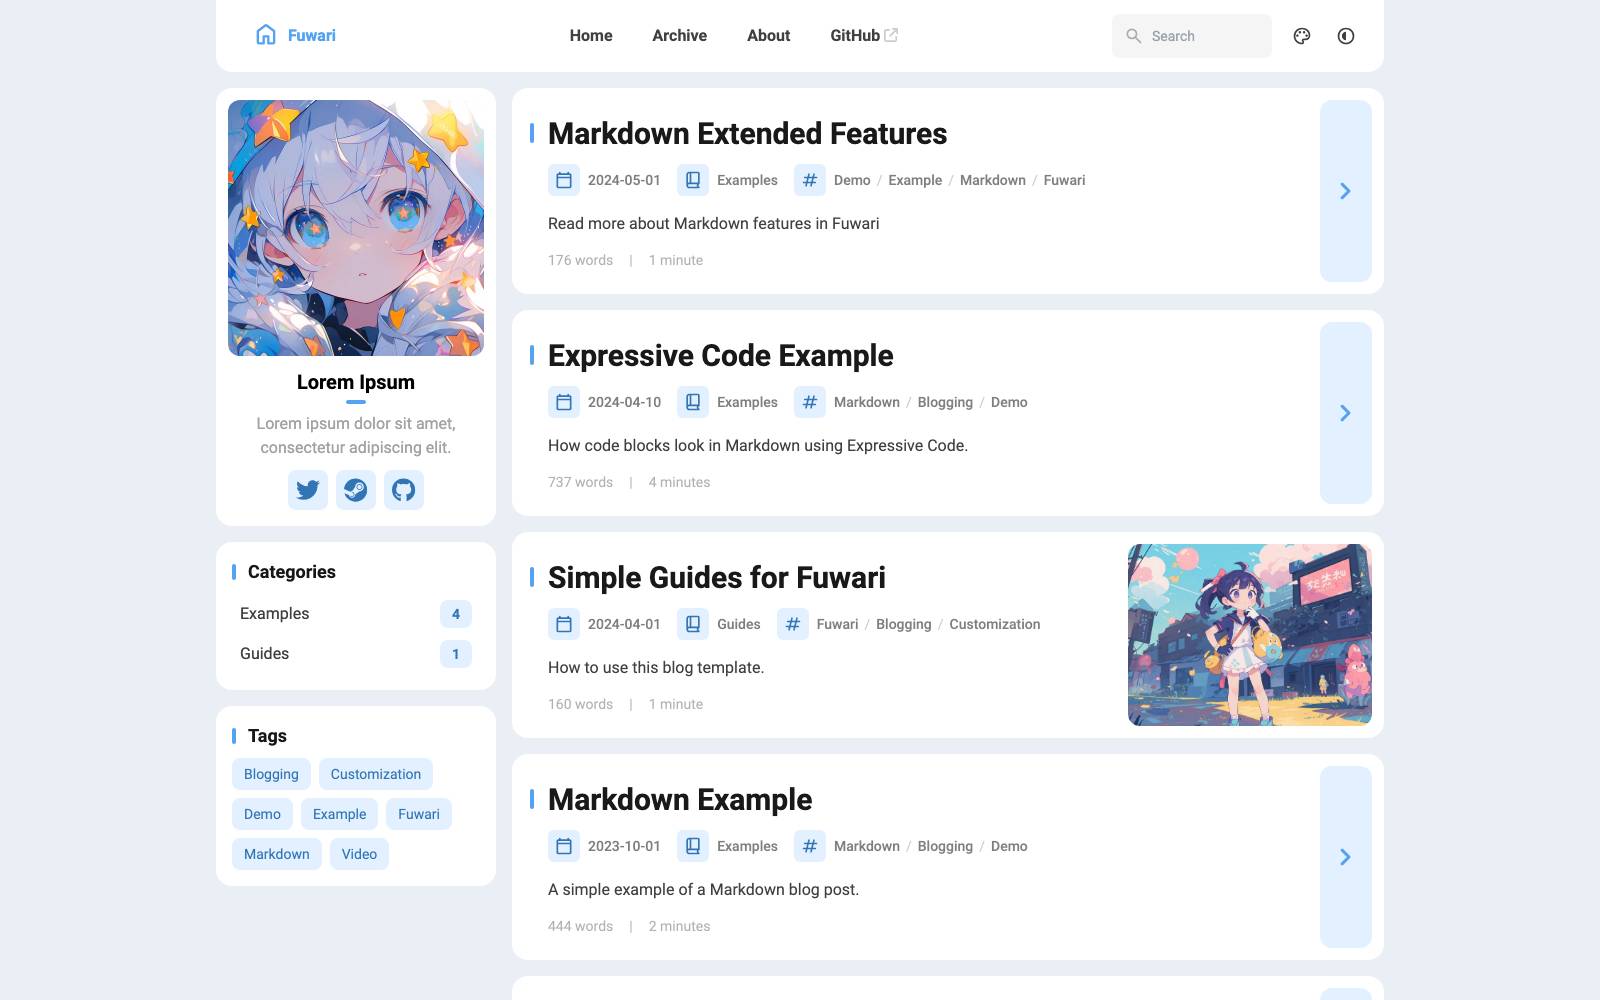 Fuwari
Home
Archive
About
GitHub
Search
Lorem Ipsum
Lorem ipsum dolor sit amet,
consectetur adipiscing elit.
Categories
Examples 4
Guides 1
Tags
Blogging Customization
Demo Example Fuwari
Markdown Video
Markdown Extended Features
2024-05-01 Examples Demo / Example / Markdown / Fuwari
Read more about Markdown features in Fuwari
176 words | 1 minute
Expressive Code Example
2024-04-10 Examples Markdown / Blogging / Demo
How code blocks look in Markdown using Expressive Code.
737 words | 4 minutes
Simple Guides for Fuwari
2024-04-01 Guides Fuwari / Blogging / Customization
How to use this blog template.
160 words | 1 minute
Markdown Example
2023-10-01 Examples Markdown / Blogging / Demo
A simple example of a Markdown blog post.
444 words | 2 minutes